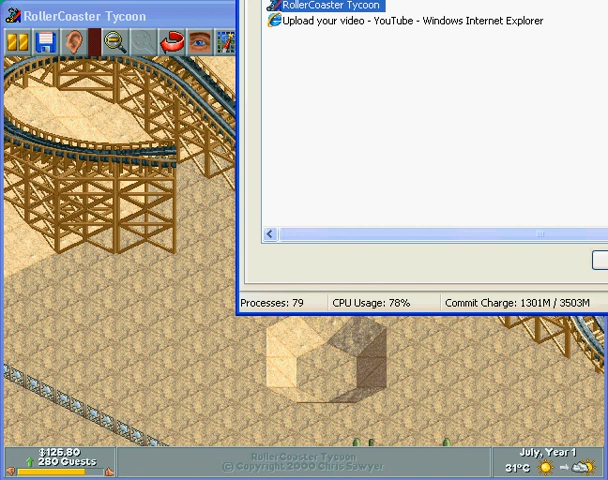 RollerCoaster Tycoon
RollerCoaster Tycoon
Upload your video - YouTube - Windows Internet Explorer
Processes: 79
CPU Usage: 78%
Commit Charge: 1301M / 3503M
$125.80
280 Guests
RollerCoaster Tycoon
(c) Copyright 2000 Chris Sawyer
July, Year 1
31°C